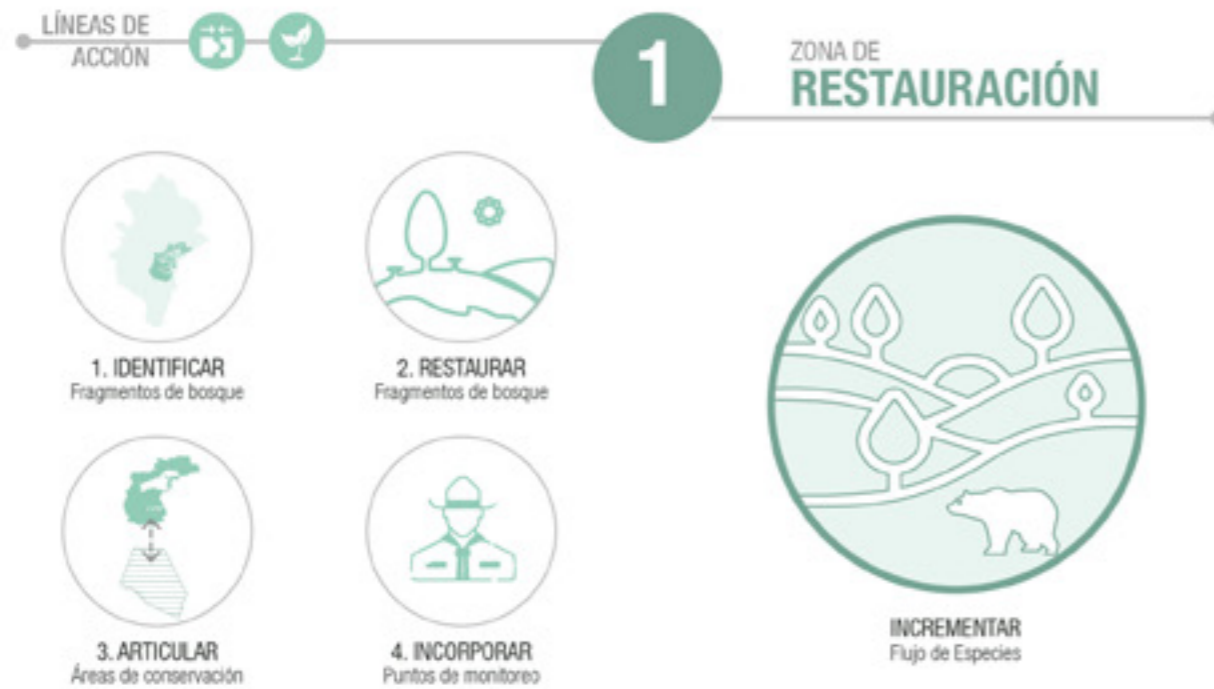 LÍNEAS DE
ACCIÓN
1
ZONA DE
RESTAURACIÓN
1. IDENTIFICAR
Fragmentos de bosque
2. RESTAURAR
Fragmentos de bosque
3. ARTICULAR
Áreas de conservación
4. INCORPORAR
Puntos de monitoreo
INCREMENTAR
Flujo de Especies